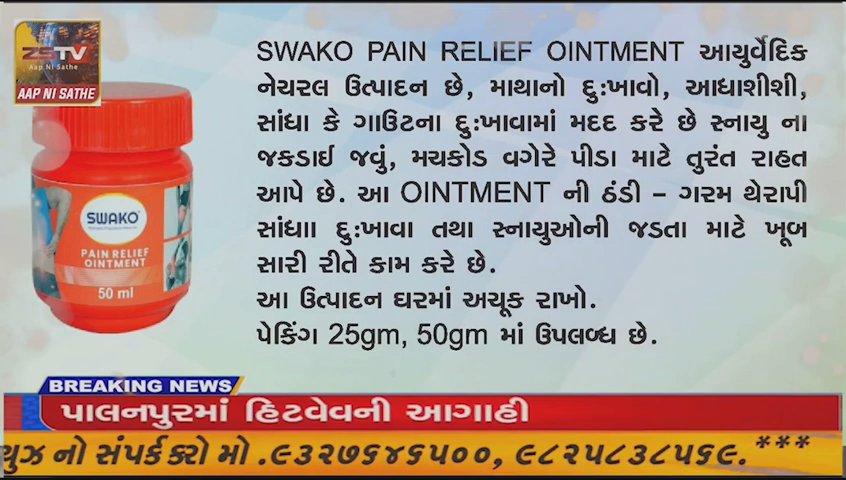 ZSTV
Aap Ni Sathe
AAP NI SATHE
SWAKO PAIN RELIEF OINTMENT આયુર્વેદિક
નેચરલ ઉત્પાદન છે, માથાનો દુઃખાવો, આધાશીશી,
સાંધા કે ગાઉટના દુઃખાવામાં મદદ કરે છે સ્નાયુ ના
જકડાઈ જવું, મચકોડ વગેરે પીડા માટે તુરંત રાહત
આપે છે. આ OINTMENT ની ઠંડી – ગરમ થેરાપી
સાંધાા દુઃખાવા તથા સ્નાયુઓની જડતા માટે ખૂબ
સારી રીતે કામ કરે છે.
આ ઉત્પાદન ઘરમાં અચૂક રાખો.
પેકિંગ 25gm, 50gm માં ઉપલબ્ધ છે.
SWAKO
PAIN RELIEF
OINTMENT
50 ml
BREAKING NEWS
પાલનપુરમાં હિટવેવની આગાહી
યુઝ નો સંપર્ક કરો મો .૯૩૨૭૬૪૬૫૦૦, ૯૮૨૫૮૩૮૫૬૯.***